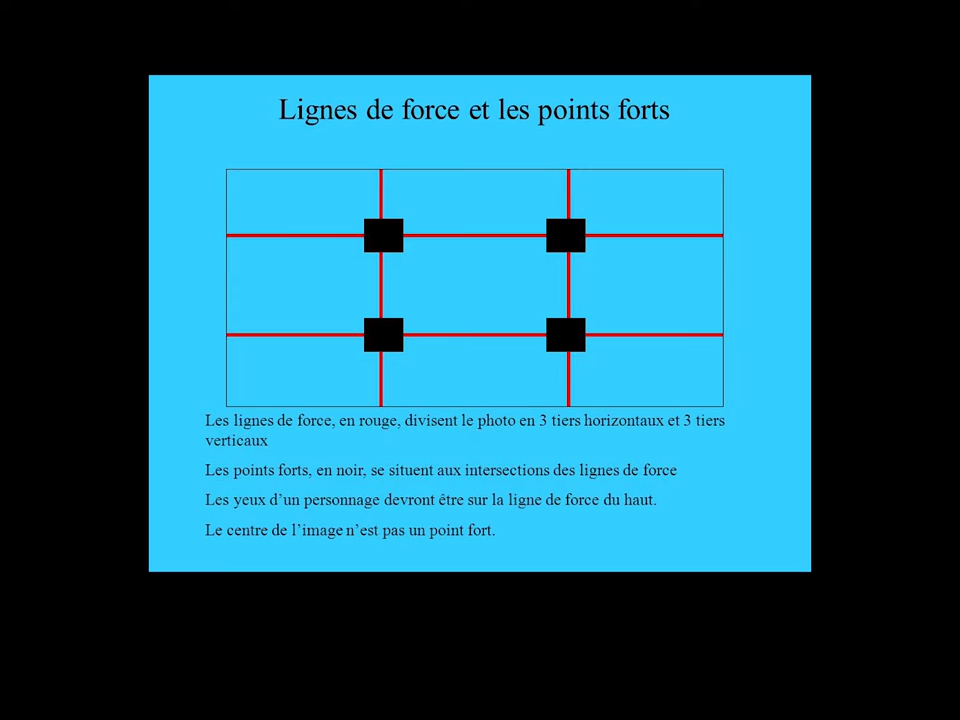 Lignes de force et les points forts
Les lignes de force, en rouge, divisent le photo en 3 tiers horizontaux et 3 tiers
verticaux
Les points forts, en noir, se situent aux intersections des lignes de force
Les yeux d’un personnage devront être sur la ligne de force du haut.
Le centre de l’image n’est pas un point fort.